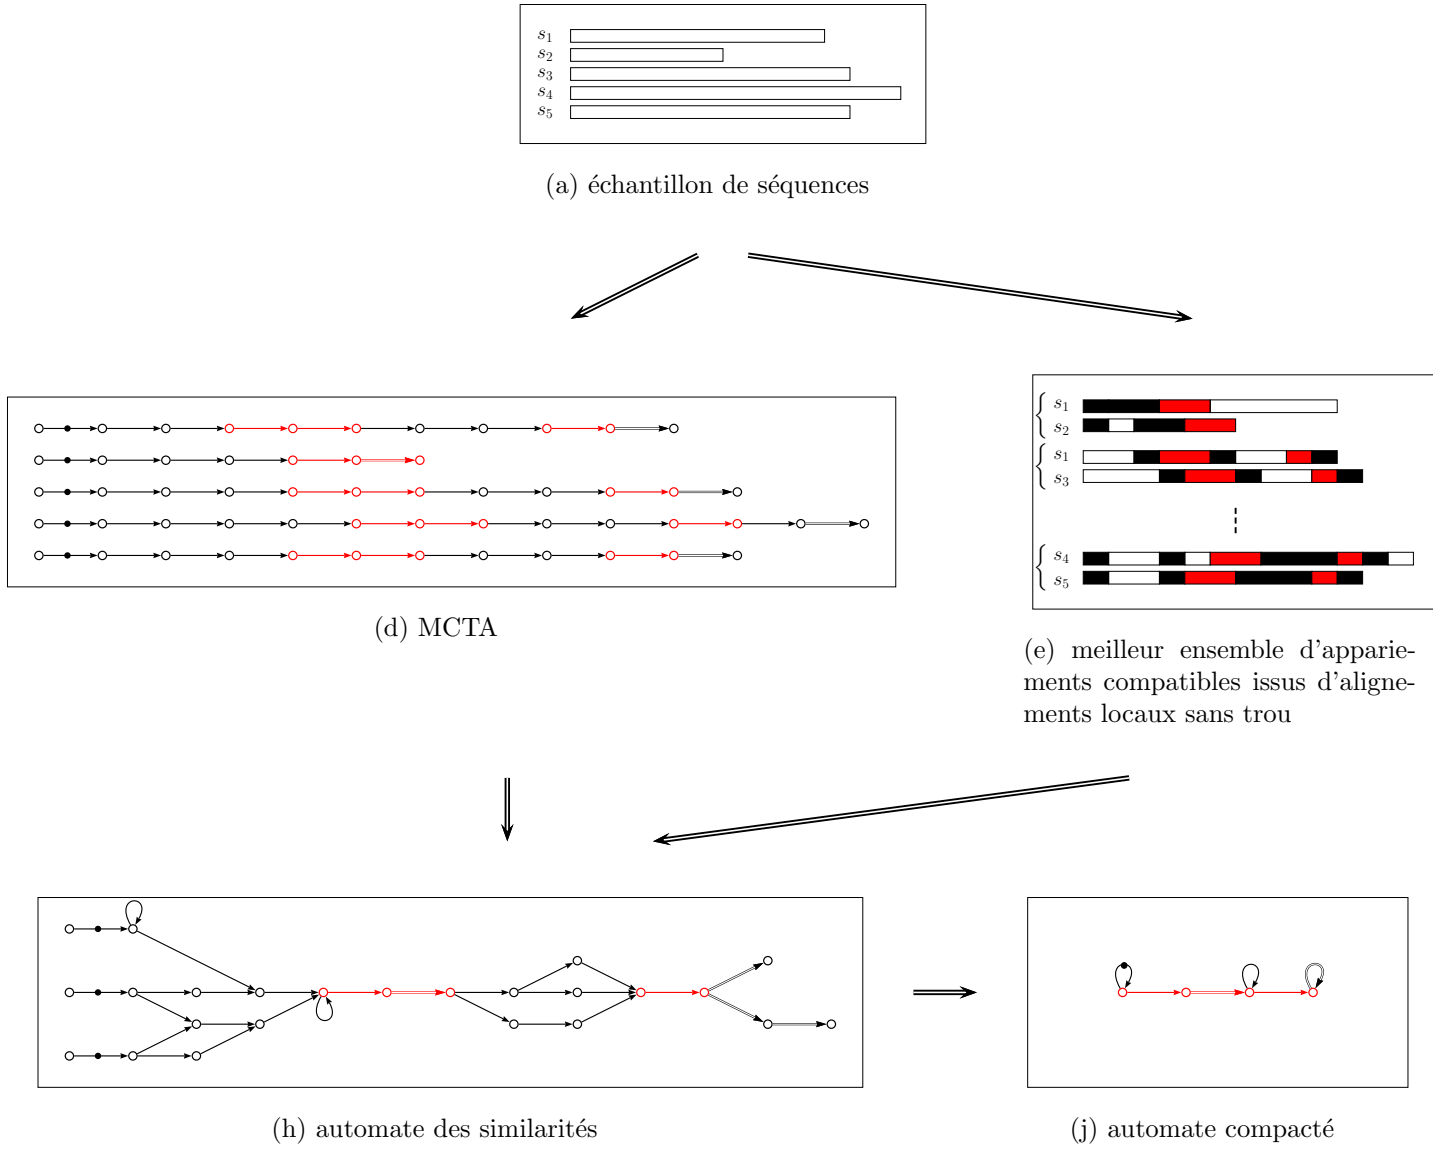 s1
s2
s3
s4
s5
(a) échantillon de séquences
s1
s2
s1
s3
s4
s5
(d) MCTA
(e) meilleur ensemble d'apparie-
ments compatibles issus d'aligne-
ments locaux sans trou
(h) automate des similarités
(j) automate compacté